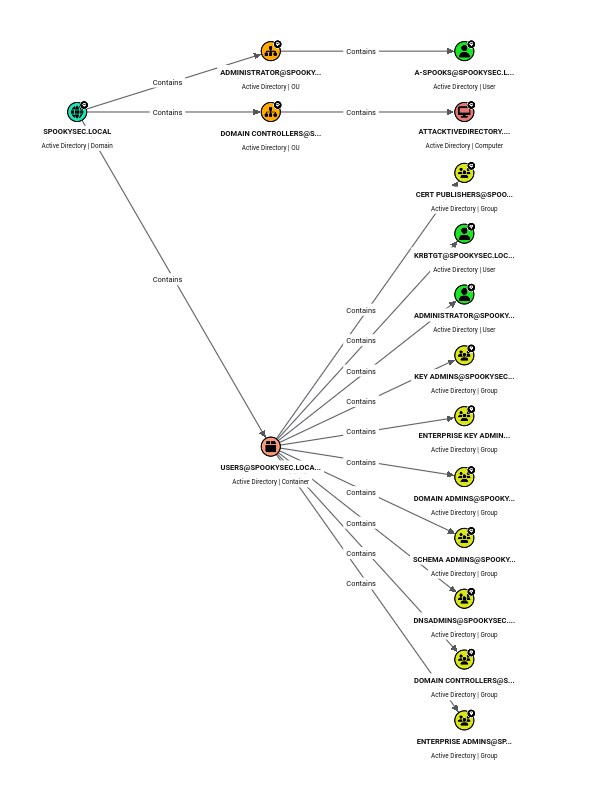 ADMINISTRATOR@SPOOKY...
Active Directory | OU
Contains
A-SPOOKS@SPOOKYSEC.L...
Active Directory | User
Contains
SPOOKYSEC.LOCAL
Active Directory | Domain
Contains
DOMAIN CONTROLLERS@S...
Active Directory | OU
Contains
ATTACKTIVEDIRECTORY....
Active Directory | Computer
CERT PUBLISHERS@SPOO...
Active Directory | Group
KRBTGT@SPOOKYSEC.LOC...
Active Directory | User
Contains
Contains
ADMINISTRATOR@SPOOKY...
Active Directory | User
Contains
Contains
KEY ADMINS@SPOOKYSEC...
Active Directory | Group
Contains
Contains
ENTERPRISE KEY ADMIN...
Active Directory | Group
USERS@SPOOKYSEC.LOCA...
Active Directory | Container
Contains
Contains
DOMAIN ADMINS@SPOOKY...
Active Directory | Group
Contains
SCHEMA ADMINS@SPOOKY...
Active Directory | Group
Contains
Contains
DNSADMINS@SPOOKYSEC....
Active Directory | Group
DOMAIN CONTROLLERS@S...
Active Directory | Group
ENTERPRISE ADMINS@SP...
Active Directory | Group